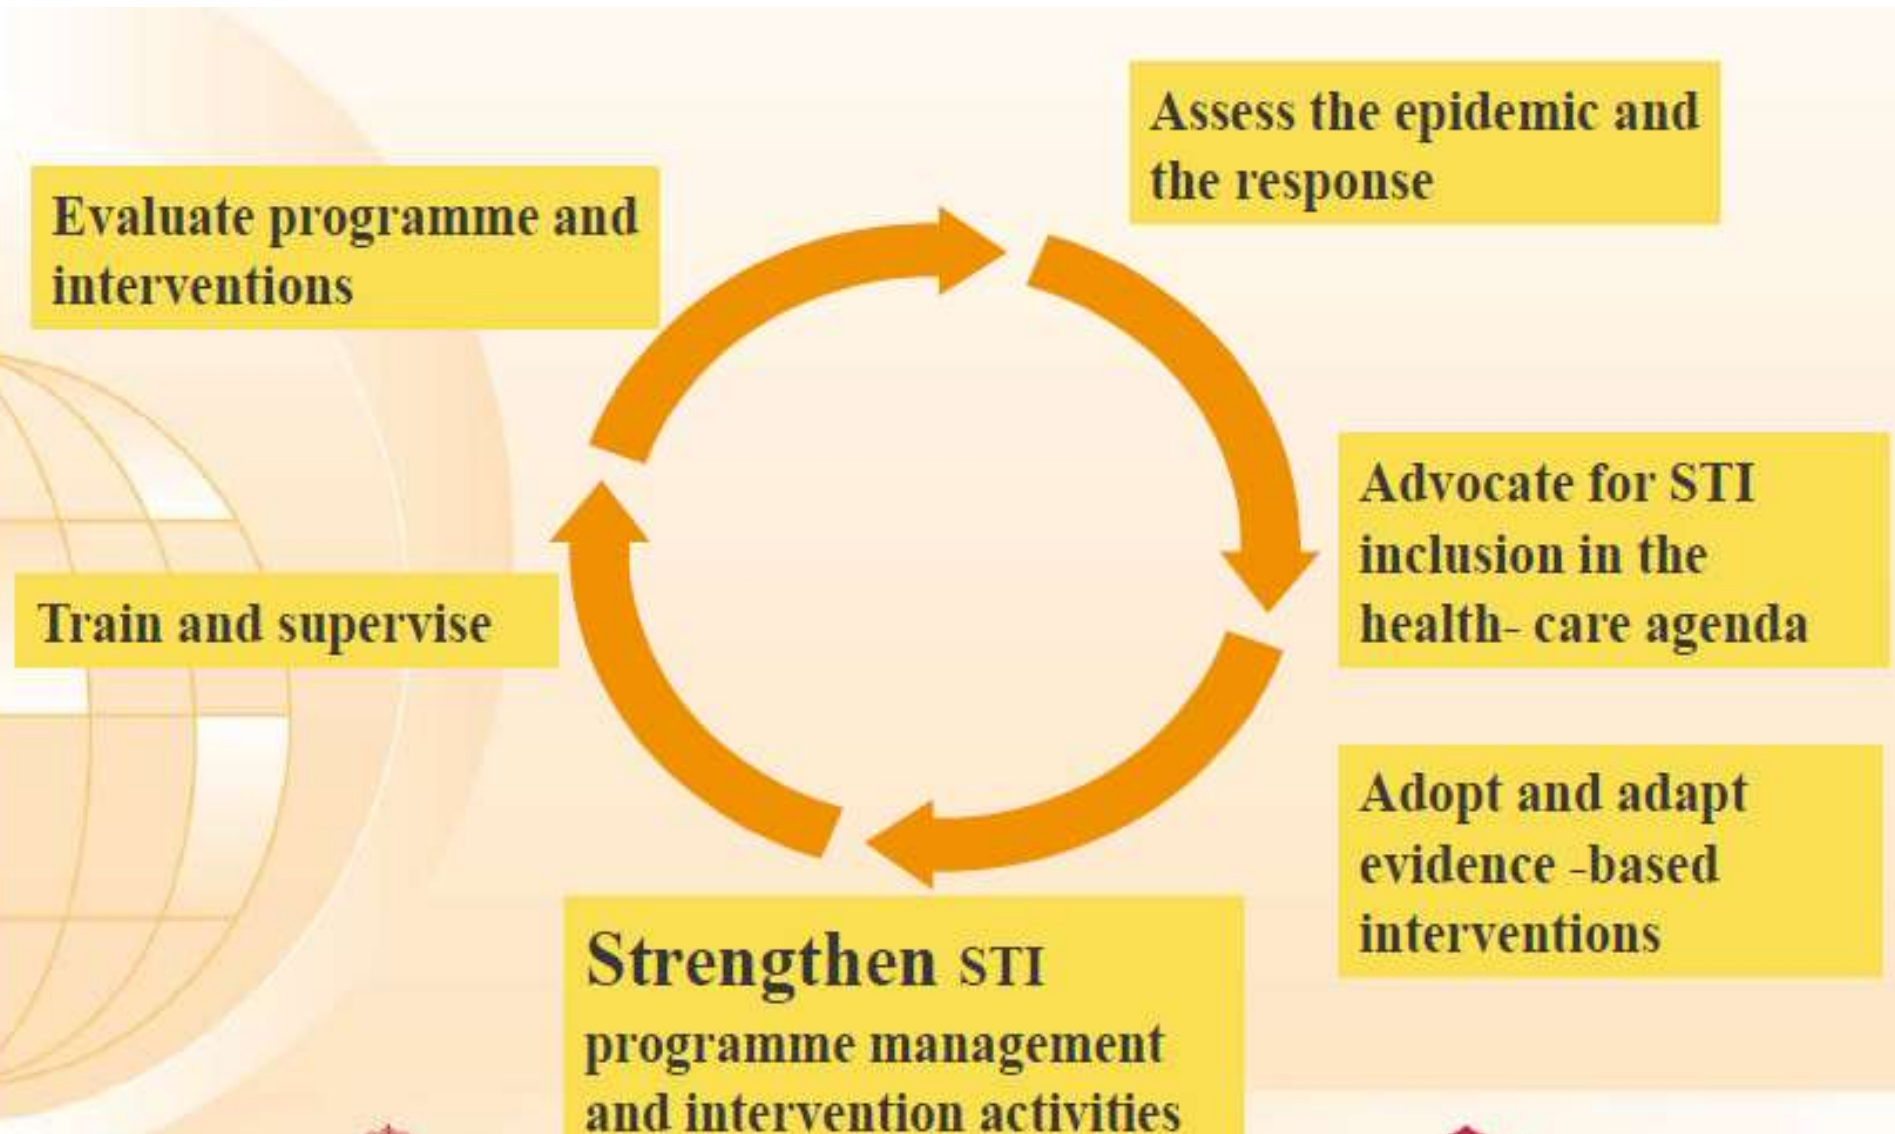 Assess the epidemic and
the response
Evaluate programme and
interventions
Advocate for STI
inclusion in the
health- care agenda
Train and supervise
Adopt and adapt
evidence -based
interventions
Strengthen STI
programme management
and intervention activities